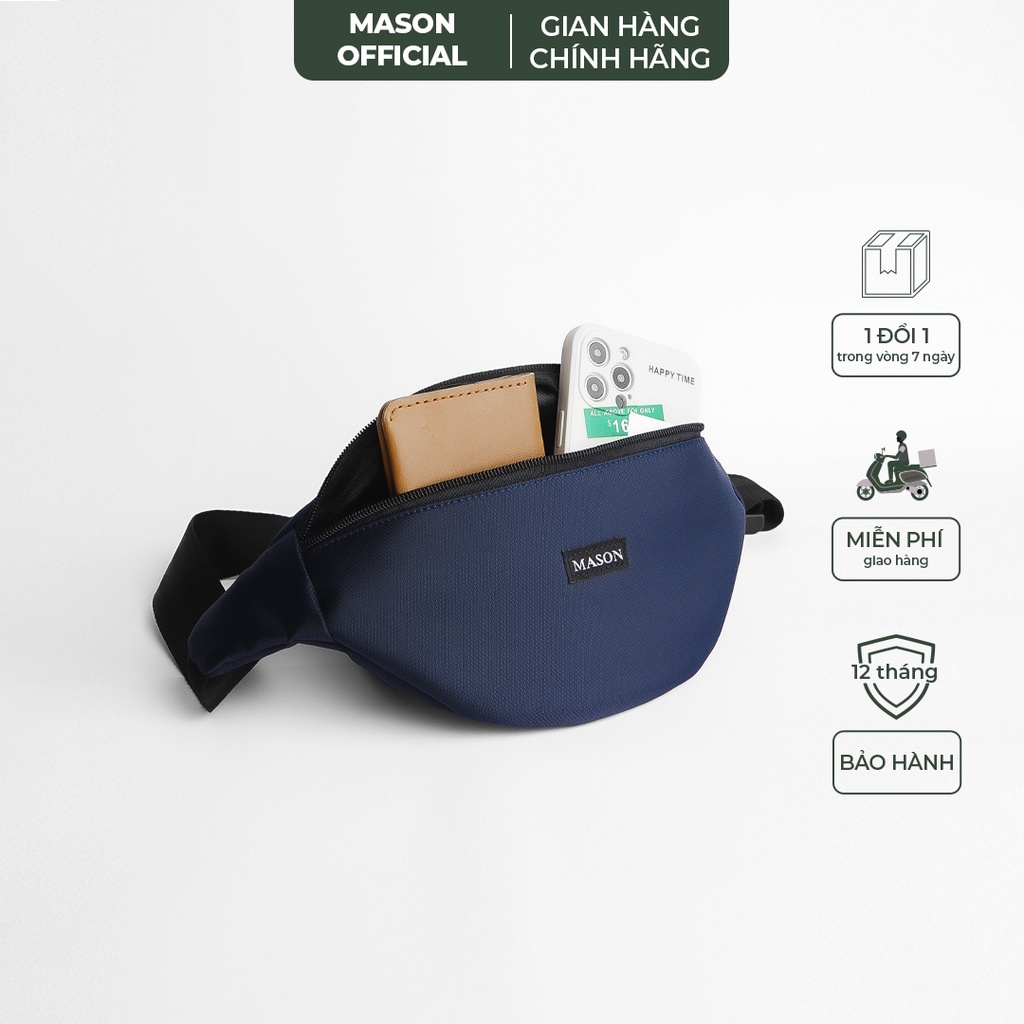 MASON
OFFICIAL
GIAN HÀNG
CHÍNH HÃNG
1 ĐỔI 1
trong vòng 7 ngày
HAPPY TIME
ALL ABOVE FOR ONLY
$16
MIỄN PHÍ
giao hàng
MASON
12 tháng
BẢO HÀNH